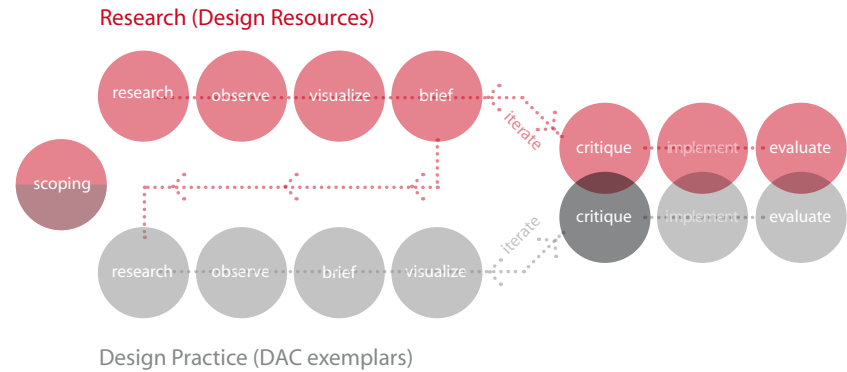 Research (Design Resources)
research observe visualize brief
iterate
critique implement evaluate
scoping
critique implement evaluate
iterate
research observe brief visualize
Design Practice (DAC exemplars)